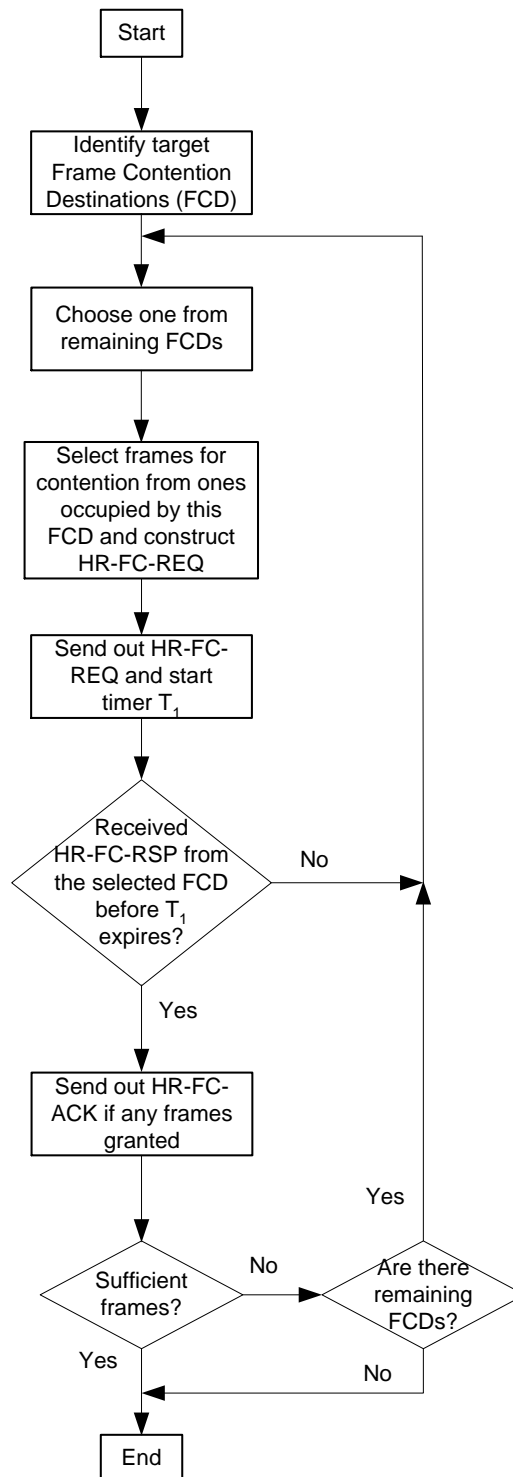 Start
Identify target
Frame Contention
Destinations (FCD)
Choose one from
remaining FCDs
Select frames for
contention from ones
occupied by this
FCD and construct
HR-FC-REQ
Send out HR-FC-
REQ and start
timer T1
Received
HR-FC-RSP from
the selected FCD
before T1
expires?
No
Yes
Send out HR-FC-
ACK if any frames
granted
Yes
Sufficient
frames?
No
Are there
remaining
FCDs?
Yes
No
End